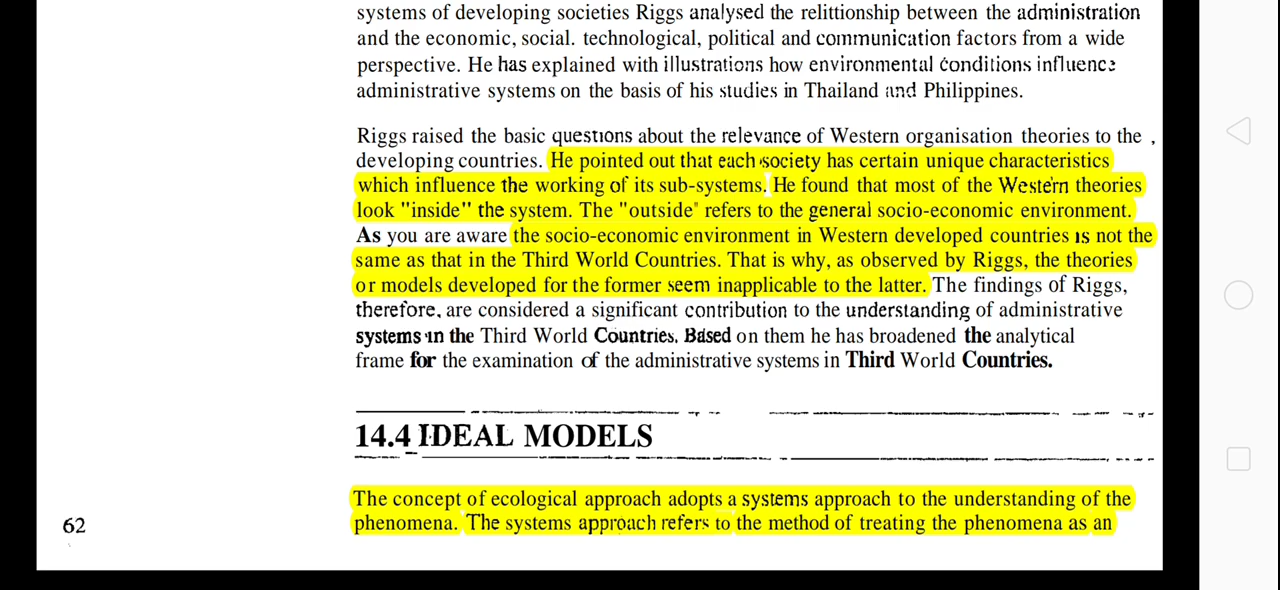 systems of developing societies Riggs analysed the relittionship between the administration
and the economic, social. technological, political and communication factors from a wide
perspective. He has explained with illustrations how environmental conditions influence
administrative systems on the basis of his studies in Thailand and Philippines.
Riggs raised the basic questions about the relevance of Western organisation theories to the ,
developing countries. He pointed out that each society has certain unique characteristics
which influence the working of its sub-systems. He found that most of the Western theories
look "inside" the system. The "outside" refers to the general socio-economic environment.
As you are aware the socio-economic environment in Western developed countries is not the
same as that in the Third World Countries. That is why, as observed by Riggs, the theories
or models developed for the former seem inapplicable to the latter. The findings of Riggs,
therefore, are considered a significant contribution to the understanding of administrative
systems in the Third World Countries. Based on them he has broadened the analytical
frame for the examination of the administrative systems in Third World Countries.
14.4 IDEAL MODELS
The concept of ecological approach adopts a systems approach to the understanding of the
phenomena. The systems approach refers to the method of treating the phenomena as an
62